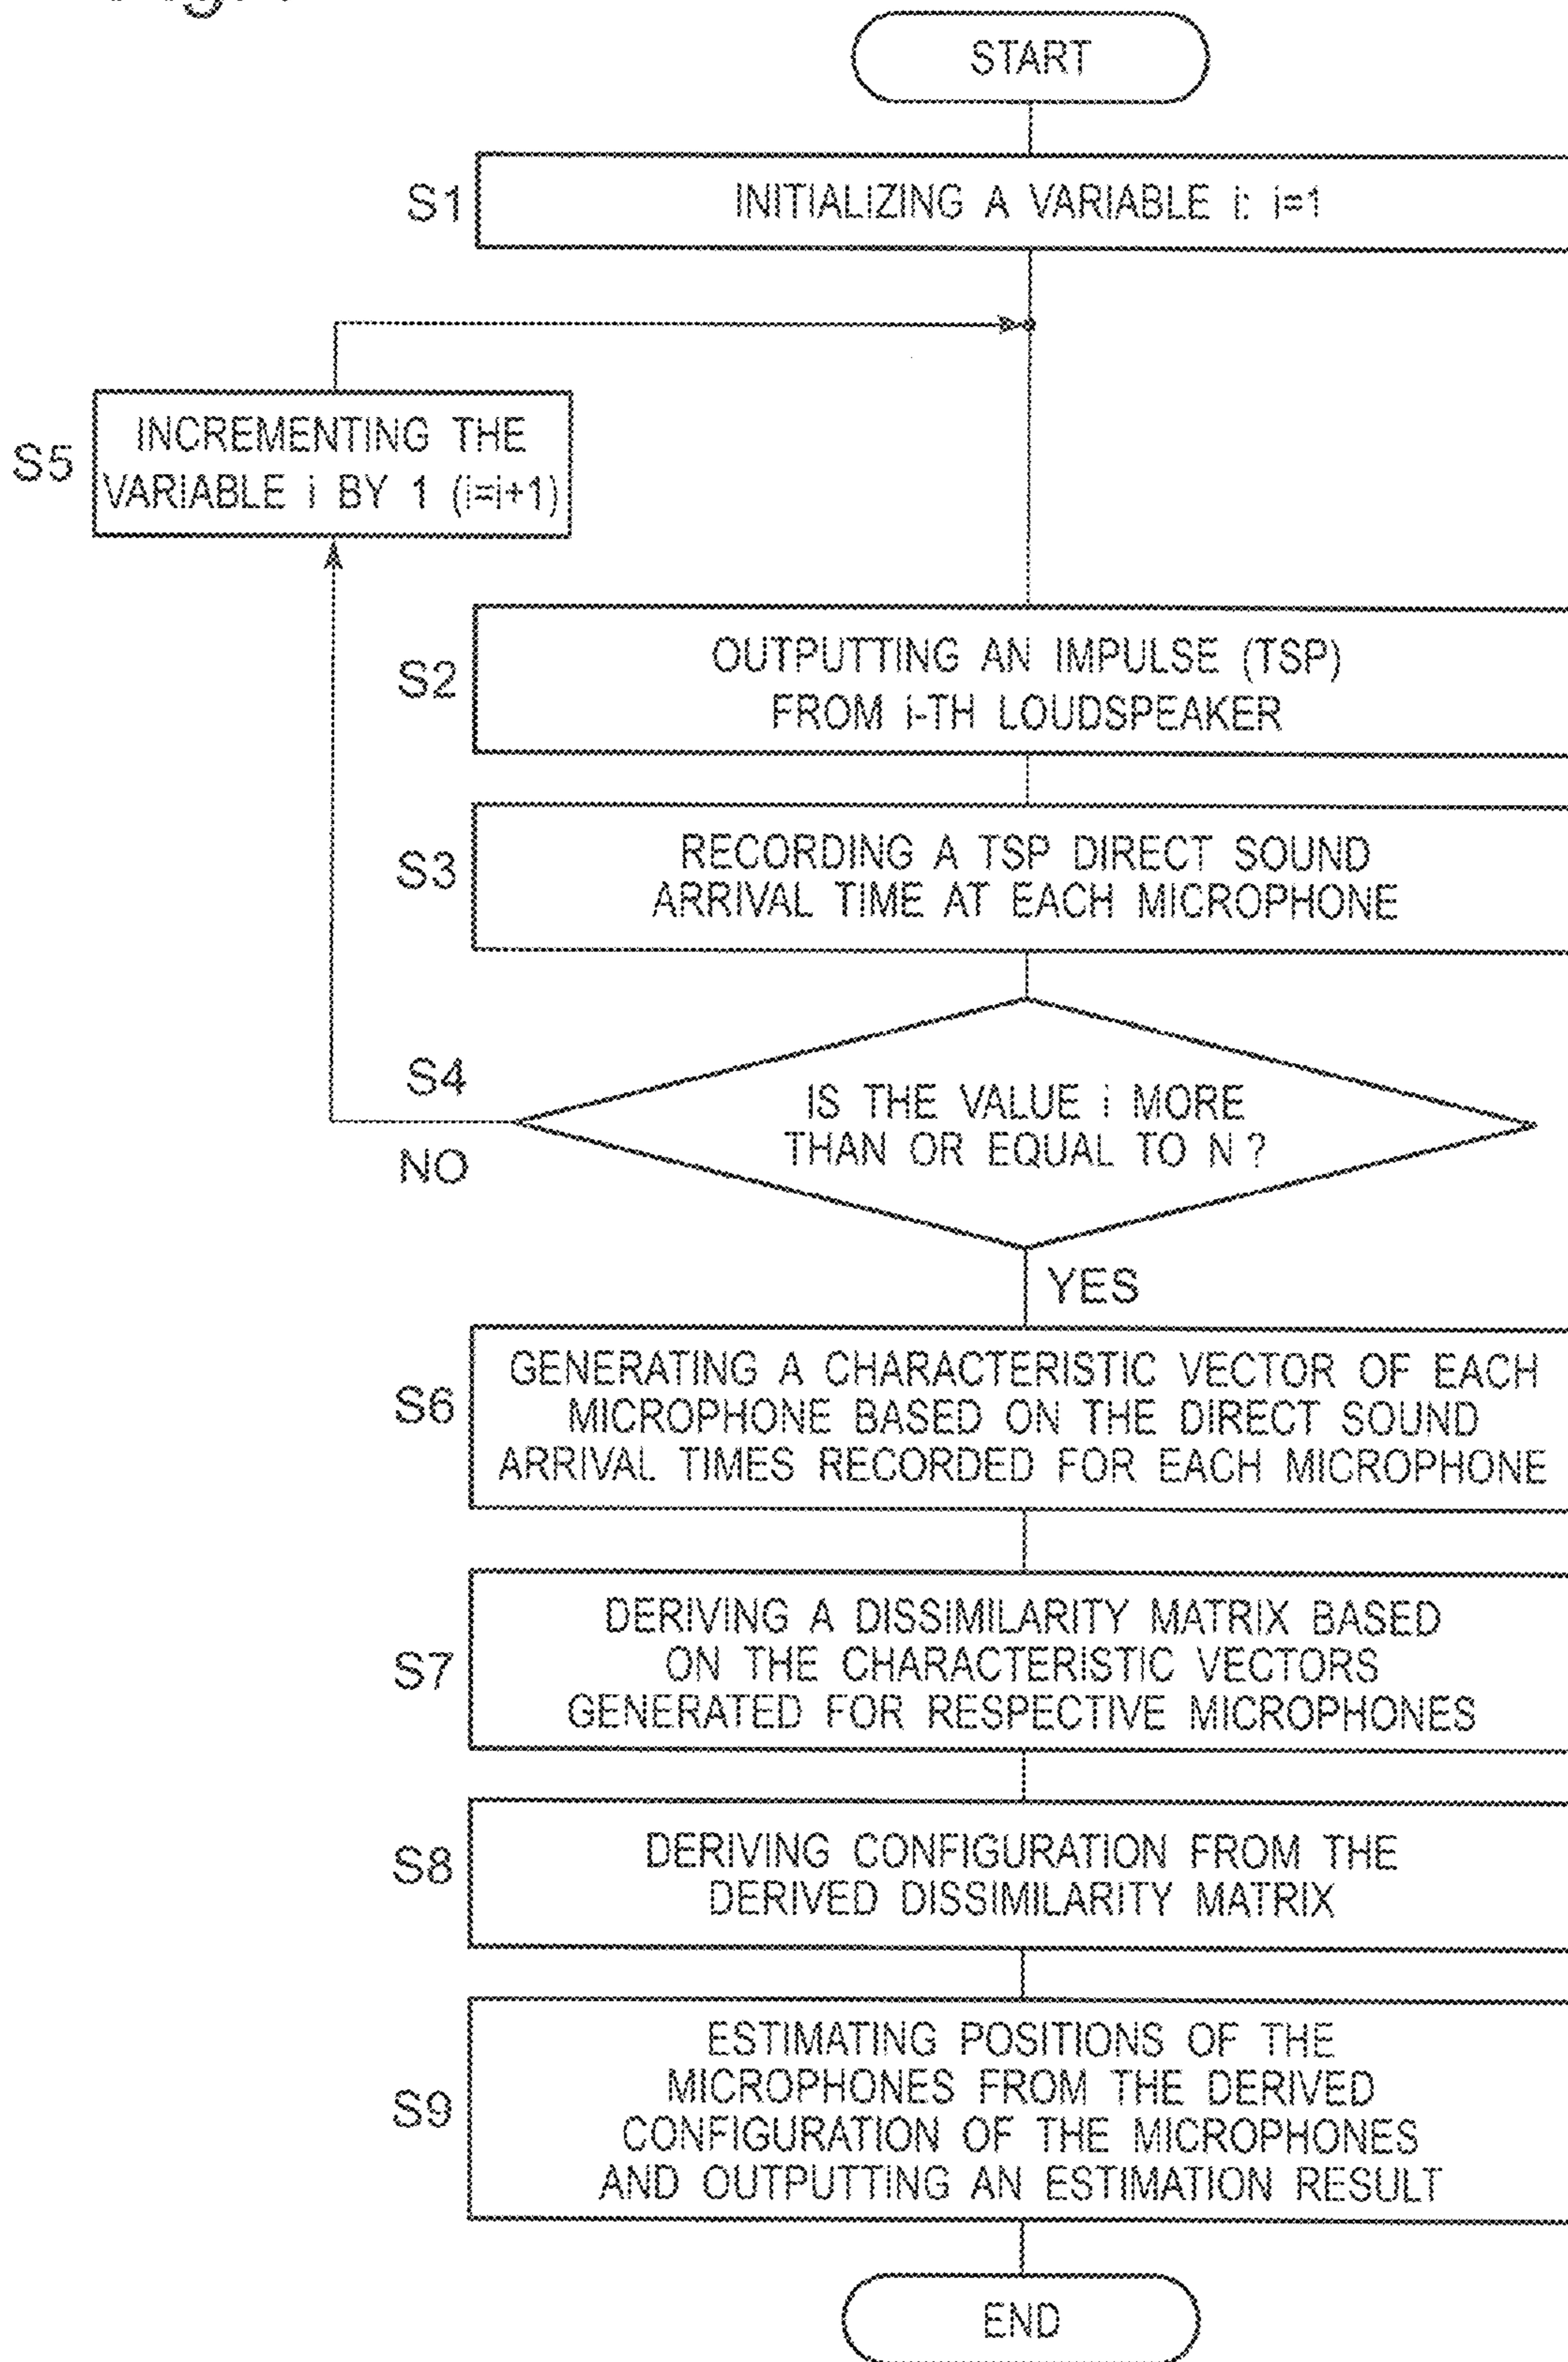 START
S1
INITIALIZING A VARIABLE i: i=1
S5
INCREMENTING THE
VARIABLE i BY 1 (i=i+1)
S2
OUTPUTTING AN IMPULSE (TSP)
FROM i-TH LOUDSPEAKER
S3
RECORDING A TSP DIRECT SOUND
ARRIVAL TIME AT EACH MICROPHONE
S4
IS THE VALUE i MORE
THAN OR EQUAL TO N ?
NO
YES
S6
GENERATING A CHARACTERISTIC VECTOR OF EACH
MICROPHONE BASED ON THE DIRECT SOUND
ARRIVAL TIMES RECORDED FOR EACH MICROPHONE
S7
DERIVING A DISSIMILARITY MATRIX BASED
ON THE CHARACTERISTIC VECTORS
GENERATED FOR RESPECTIVE MICROPHONES
S8
DERIVING CONFIGURATION FROM THE
DERIVED DISSIMILARITY MATRIX
S9
ESTIMATING POSITIONS OF THE
MICROPHONES FROM THE DERIVED
CONFIGURATION OF THE MICROPHONES
AND OUTPUTTING AN ESTIMATION RESULT
END